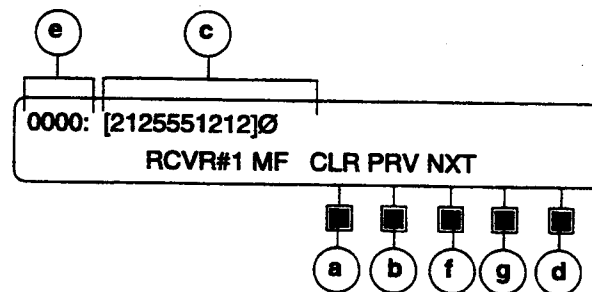 e c
0000: [2125551212]Ø
RCVR#1 MF CLR PRV NXT
a b f g d